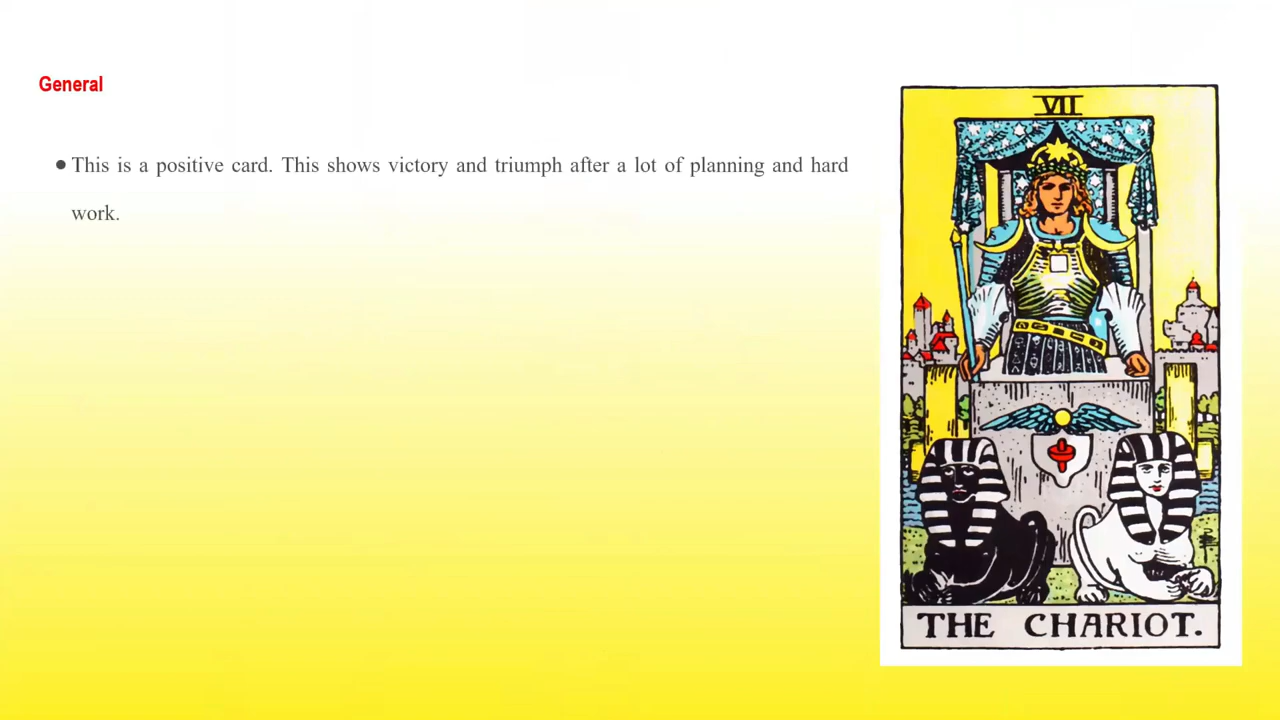 General
● This is a positive card. This shows victory and triumph after a lot of planning and hard
work.
VII
THE CHARIOT.